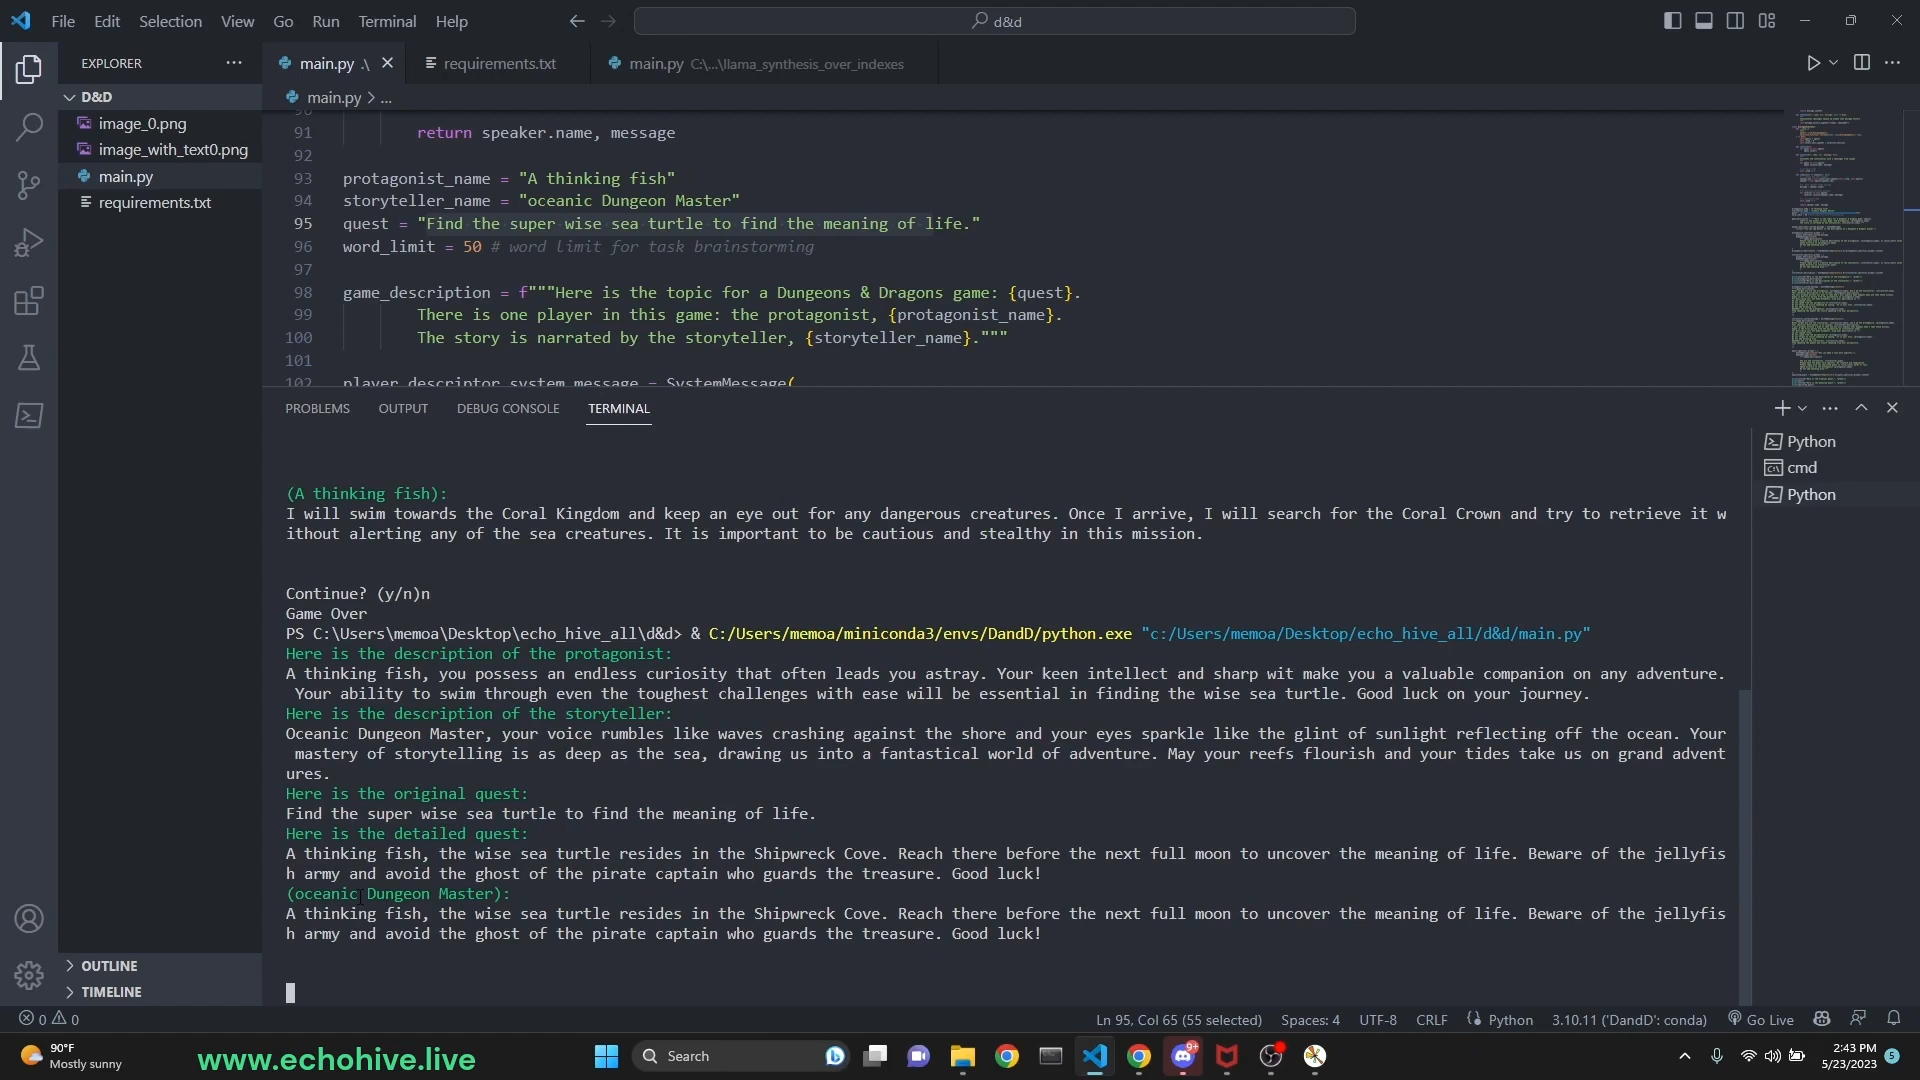 File Edit Selection View Go Run Terminal Help
d&d
EXPLORER
main.py .\
requirements.txt
main.py C:\...\llama_synthesis_over_indexes
D&D
main.py > ...
image_0.png
image_with_text0.png
main.py
requirements.txt
91 return speaker.name, message
92
93 protagonist_name = "A thinking fish"
94 storyteller_name = "oceanic Dungeon Master"
95 quest = "Find the super wise sea turtle to find the meaning of life."
96 word_limit = 50 # word limit for task brainstorming
97
98 game_description = f"""Here is the topic for a Dungeons & Dragons game: {quest}.
99 There is one player in this game: the protagonist, {protagonist_name}.
100 The story is narrated by the storyteller, {storyteller_name}."""
101
102 player_descriptor_system_message = SystemMessage(
PROBLEMS OUTPUT DEBUG CONSOLE TERMINAL
Python
cmd
Python
(A thinking fish):
I will swim towards the Coral Kingdom and keep an eye out for any dangerous creatures. Once I arrive, I will search for the Coral Crown and try to retrieve it w
ithout alerting any of the sea creatures. It is important to be cautious and stealthy in this mission.
Continue? (y/n)n
Game Over
PS C:\Users\memoa\Desktop\echo_hive_all\d&d> & C:/Users/memoa/miniconda3/envs/DandD/python.exe "c:/Users/memoa/Desktop/echo_hive_all/d&d/main.py"
Here is the description of the protagonist:
A thinking fish, you possess an endless curiosity that often leads you astray. Your keen intellect and sharp wit make you a valuable companion on any adventure.
Your ability to swim through even the toughest challenges with ease will be essential in finding the wise sea turtle. Good luck on your journey.
Here is the description of the storyteller:
Oceanic Dungeon Master, your voice rumbles like waves crashing against the shore and your eyes sparkle like the glint of sunlight reflecting off the ocean. Your
mastery of storytelling is as deep as the sea, drawing us into a fantastical world of adventure. May your reefs flourish and your tides take us on grand advent
ures.
Here is the original quest:
Find the super wise sea turtle to find the meaning of life.
Here is the detailed quest:
A thinking fish, the wise sea turtle resides in the Shipwreck Cove. Reach there before the next full moon to uncover the meaning of life. Beware of the jellyfis
h army and avoid the ghost of the pirate captain who guards the treasure. Good luck!
(oceanic Dungeon Master):
A thinking fish, the wise sea turtle resides in the Shipwreck Cove. Reach there before the next full moon to uncover the meaning of life. Beware of the jellyfis
h army and avoid the ghost of the pirate captain who guards the treasure. Good luck!
OUTLINE
TIMELINE
0 0
Ln 95, Col 65 (55 selected) Spaces: 4 UTF-8 CRLF Python 3.10.11 ('DandD': conda) Go Live
90°F
Mostly sunny
www.echohive.live
Search
9+
2:43 PM
5/23/2023
5